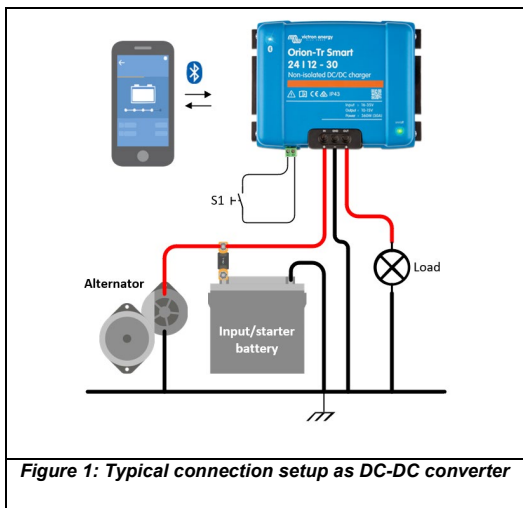 victron energy
Orion-Tr Smart
24 | 12 - 30
Non-isolated DC/DC charger
IP43
S1
Load
Alternator
Input/starter
battery
Figure 1: Typical connection setup as DC-DC converter